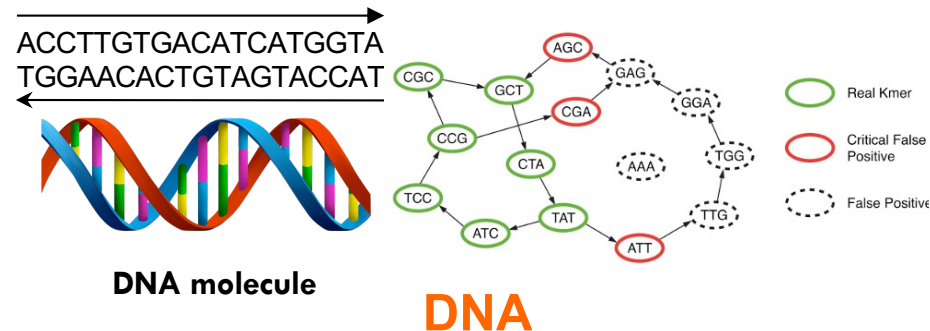 ACCTTGTGACATCATGGTA
TGGAACACTGTAGTACCAT
DNA molecule
AGC
CGC
GAG
GCT
GGA
CGA
CCG
TGG
CTA
AAA
TCC
TAT
TTG
ATC
ATT
Real Kmer
Critical False
Positive
False Positive
DNA